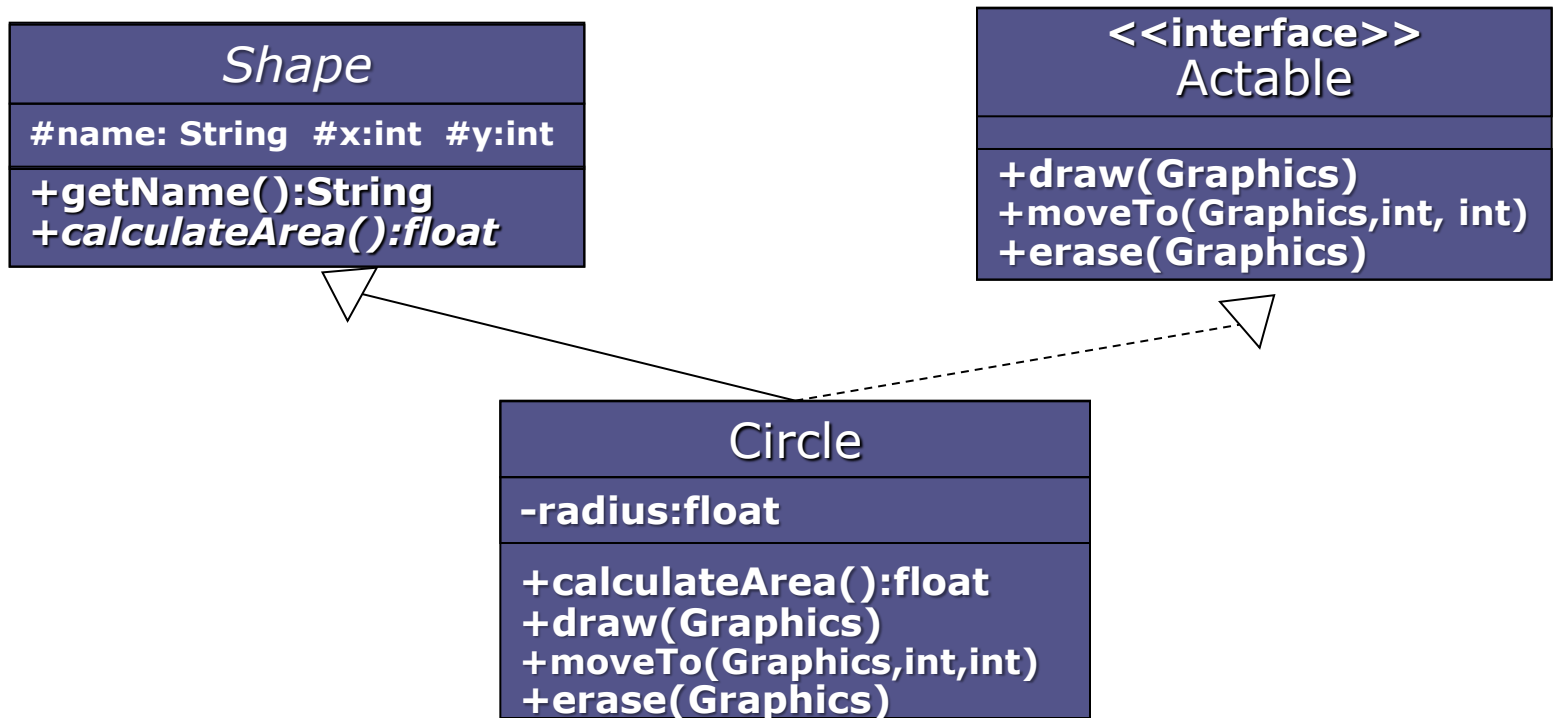 Shape
#name: String  #x:int  #y:int
+getName():String
+calculateArea():float
<<interface>>
Actable
+draw(Graphics)
+moveTo(Graphics,int, int)
+erase(Graphics)
Circle
-radius:float
+calculateArea():float
+draw(Graphics)
+moveTo(Graphics,int,int)
+erase(Graphics)